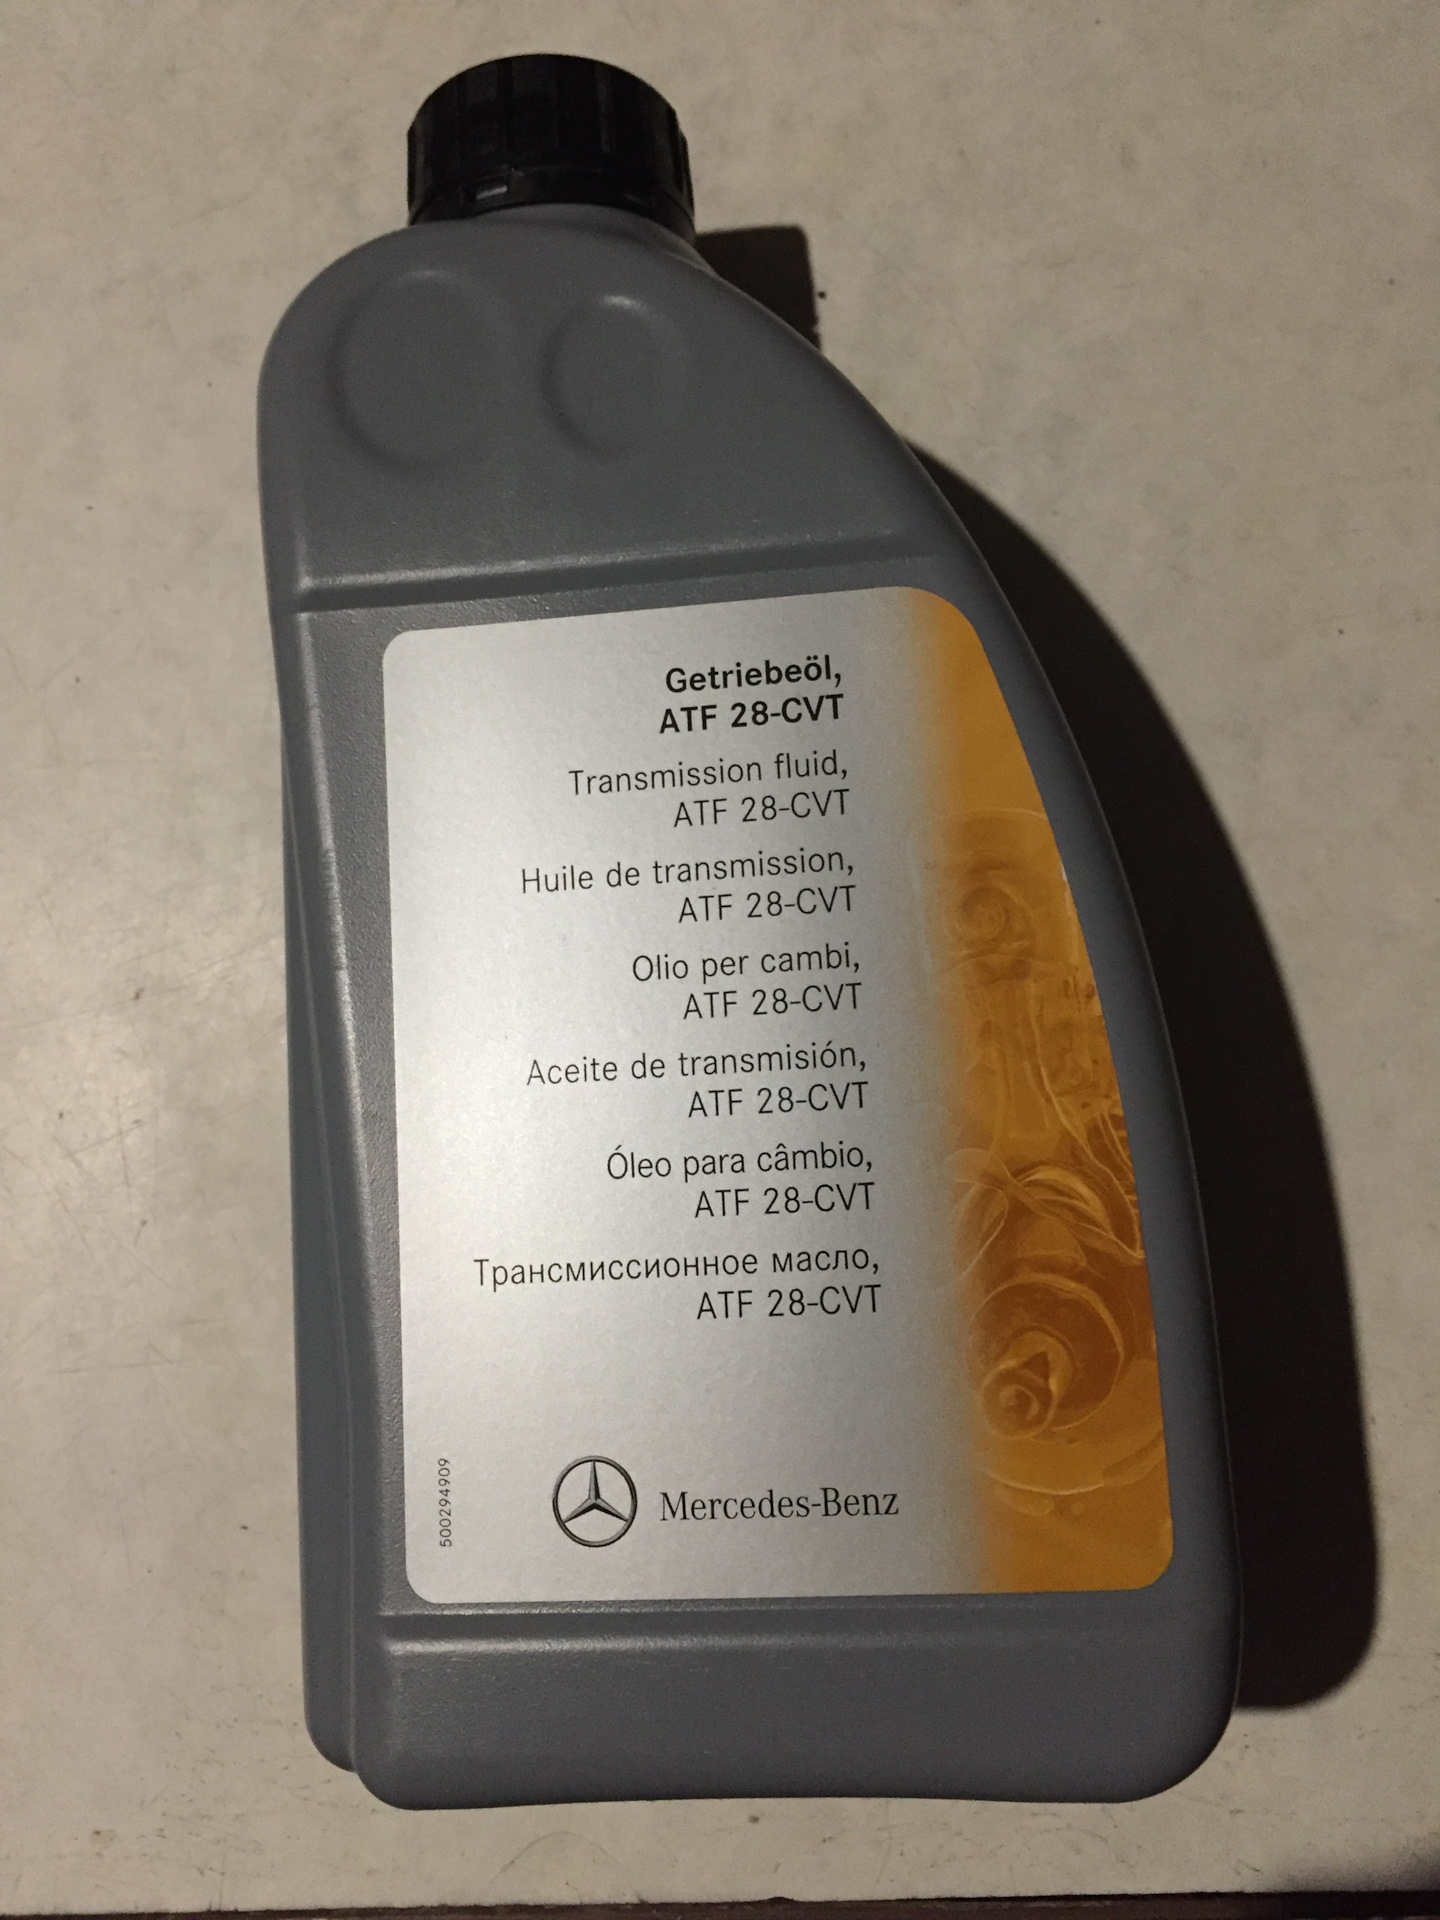 Getriebeöl,
ATF 28-CVT
Transmission fluid,
ATF 28-CVT
Huile de transmission,
ATF 28-CVT
Olio per cambi,
ATF 28-CVT
Aceite de transmisión,
ATF 28-CVT
Óleo para câmbio,
ATF 28-CVT
Трансмиссионное масло,
ATF 28-CVT
500294909
Mercedes-Benz